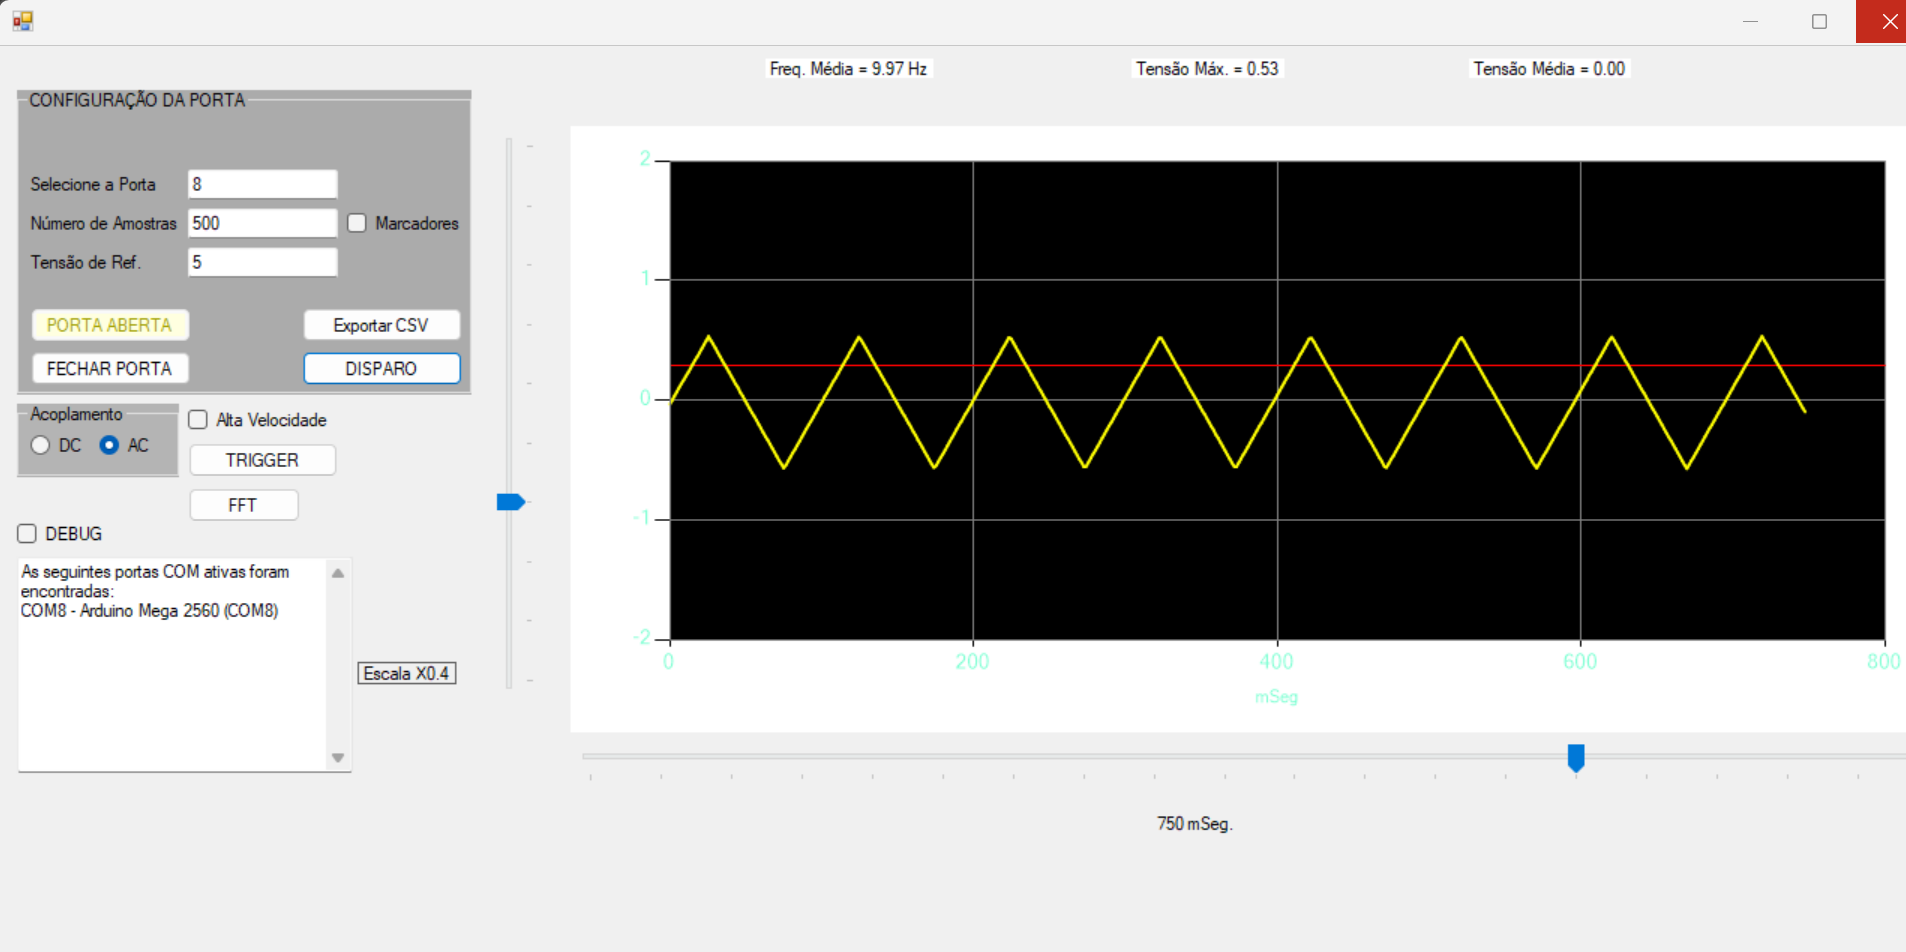 Freq. Média = 9.97 Hz
Tensão Máx. = 0.53
Tensão Média = 0.00
CONFIGURAÇÃO DA PORTA
Selecione a Porta 8
Número de Amostras 500 Marcadores
Tensão de Ref. 5
PORTA ABERTA Exportar CSV
FECHAR PORTA DISPARO
Acoplamento
DC AC
Alta Velocidade
TRIGGER
FFT
DEBUG
As seguintes portas COM ativas foram
encontradas:
COM8 - Arduino Mega 2560 (COM8)
Escala X0.4
2
1
0
-1
-2
0 200 400 600 800
mSeg
750 mSeg.